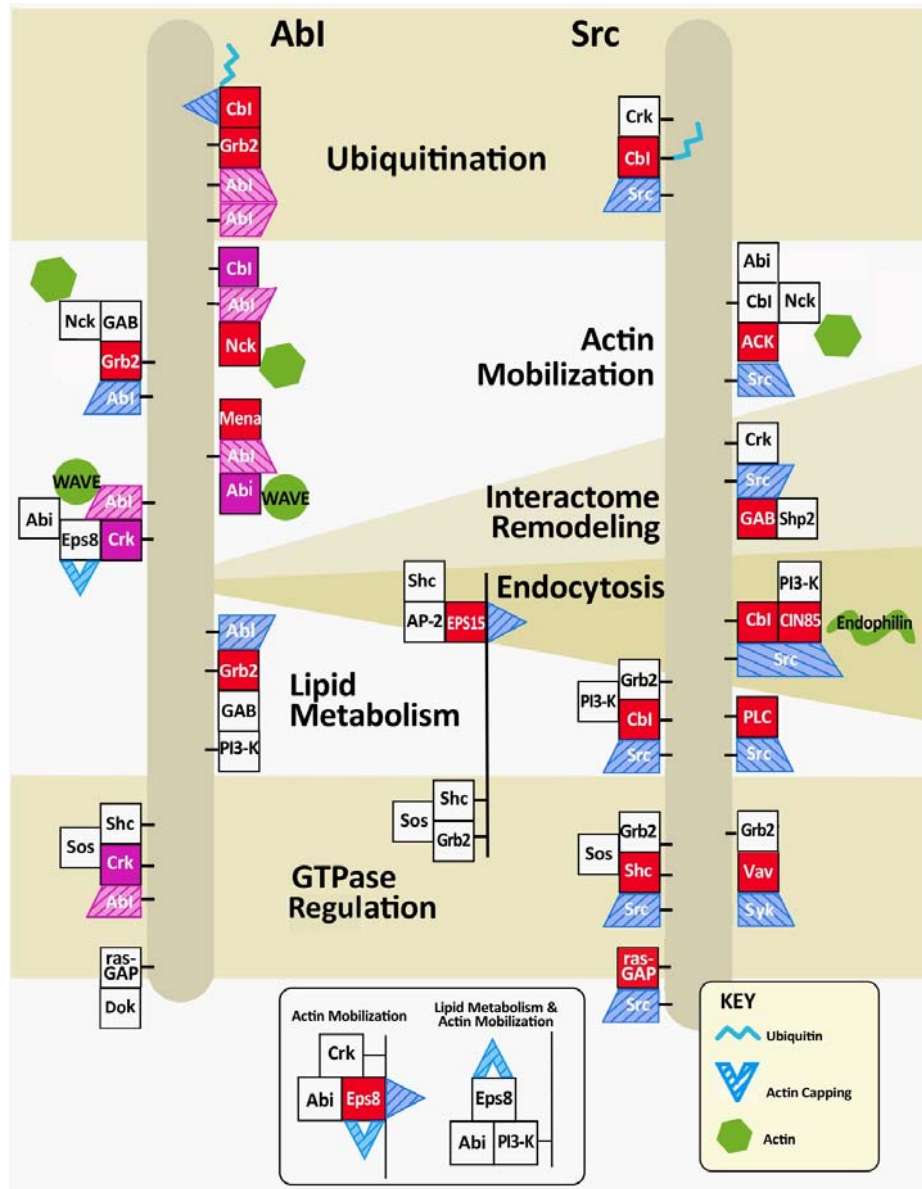 Abl
Src
Cbl
Grb2
Abl
Abl
Ubiquitination
Crk
Cbl
Src
Cbl
Abl
Nck
Nck GAB
Grb2
Abl
Actin
Mobilization
Abi
Cbl Nck
ACK
Src
Mena
Abl
Abi WAVE
WAVE
Abl
Abi
Eps8 Crk
Interactome
Remodeling
Crk
Src
GAB Shp2
Endocytosis
Shc
AP-2 EPS15
PI3-K
Cbl CIN85 Endophilin
Src
Abl
Grb2
GAB
PI3-K
Lipid
Metabolism
Grb2
PI3-K
Cbl
Src
PLC
Src
Shc
Sos
Crk
Abl
Shc
Sos
Grb2
GTPase
Regulation
Grb2
Sos
Shc
Src
Grb2
Vav
Syk
ras-
GAP
Dok
ras-
GAP
Src
Actin Mobilization
Crk
Abi Eps8
Lipid Metabolism &
Actin Mobilization
Eps8
Abi PI3-K
KEY
Ubiquitin
Actin Capping
Actin